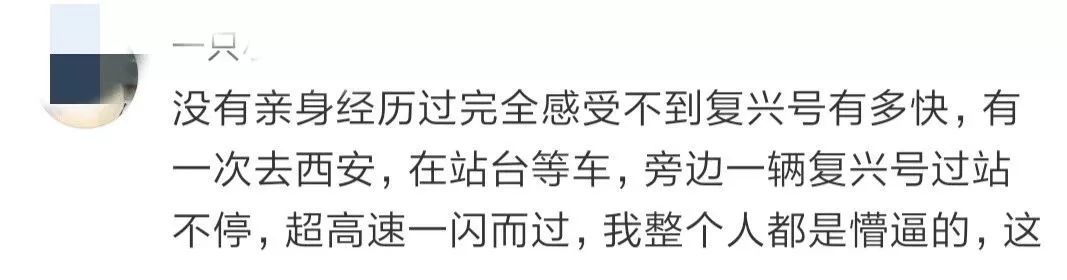 一只
没有亲身经历过完全感受不到复兴号有多快，有
一次去西安，在站台等车，旁边一辆复兴号过站
不停，超高速一闪而过，我整个人都是懵逼的，这